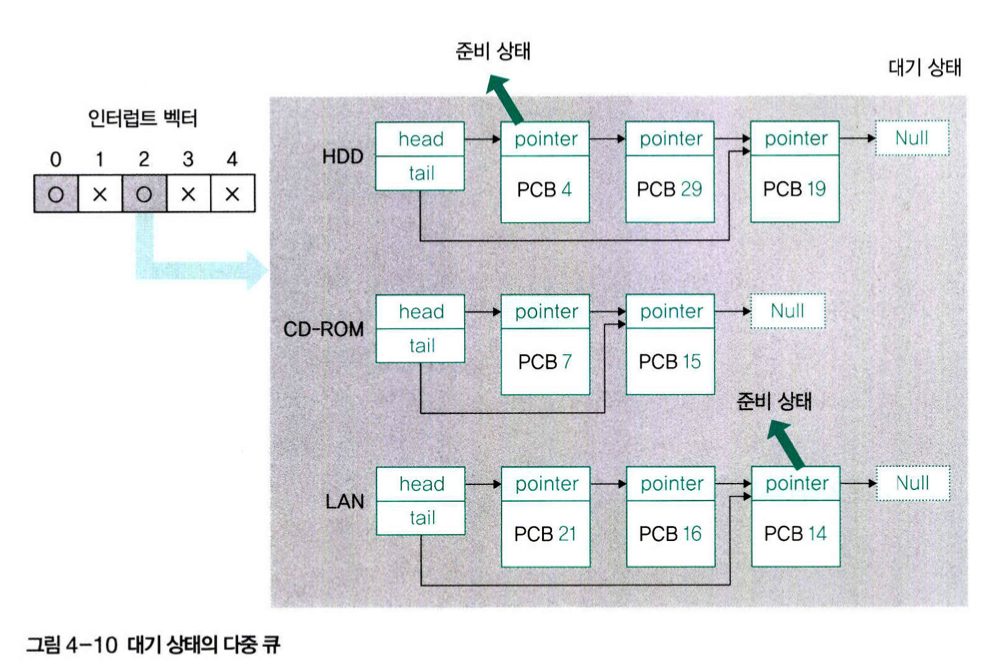 준비 상태
대기 상태
인터럽트 벡터
0 1 2 3 4
O × O × ×
HDD
head
tail
pointer
PCB 4
pointer
PCB 29
pointer
PCB 19
Null
CD-ROM
head
tail
pointer
PCB 7
pointer
PCB 15
Null
준비 상태
LAN
head
tail
pointer
PCB 21
pointer
PCB 16
pointer
PCB 14
Null
그림 4-10 대기 상태의 다중 큐